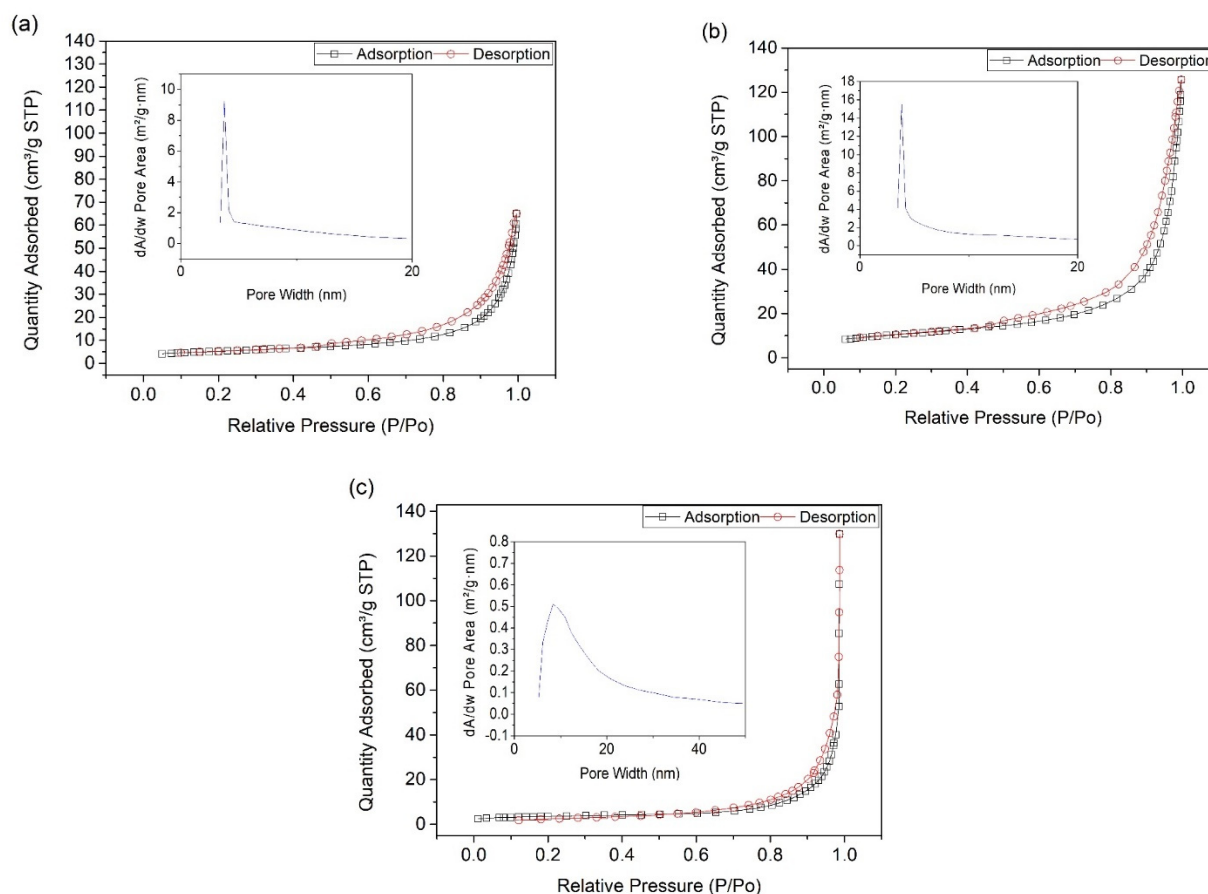 (a)
Adsorption Desorption
140
130
120
110
100
90
80
70
60
50
40
30
20
10
0
Quantity Adsorbed (cm³/g STP)
0.0 0.2 0.4 0.6 0.8 1.0
Relative Pressure (P/Po)
10
8
6
4
2
0
dA/dw Pore Area (m²/g·nm)
0 20
Pore Width (nm)
(b)
Adsorption Desorption
140
120
100
80
60
40
20
0
Quantity Adsorbed (cm³/g STP)
0.0 0.2 0.4 0.6 0.8 1.0
Relative Pressure (P/Po)
18
16
14
12
10
8
6
4
2
0
dA/dw Pore Area (m²/g·nm)
0 20
Pore Width (nm)
(c)
Adsorption Desorption
140
120
100
80
60
40
20
0
Quantity Adsorbed (cm³/g STP)
0.0 0.2 0.4 0.6 0.8 1.0
Relative Pressure (P/Po)
0.8
0.7
0.6
0.5
0.4
0.3
0.2
0.1
0.0
-0.1
dA/dw Pore Area (m²/g·nm)
0 20 40
Pore Width (nm)